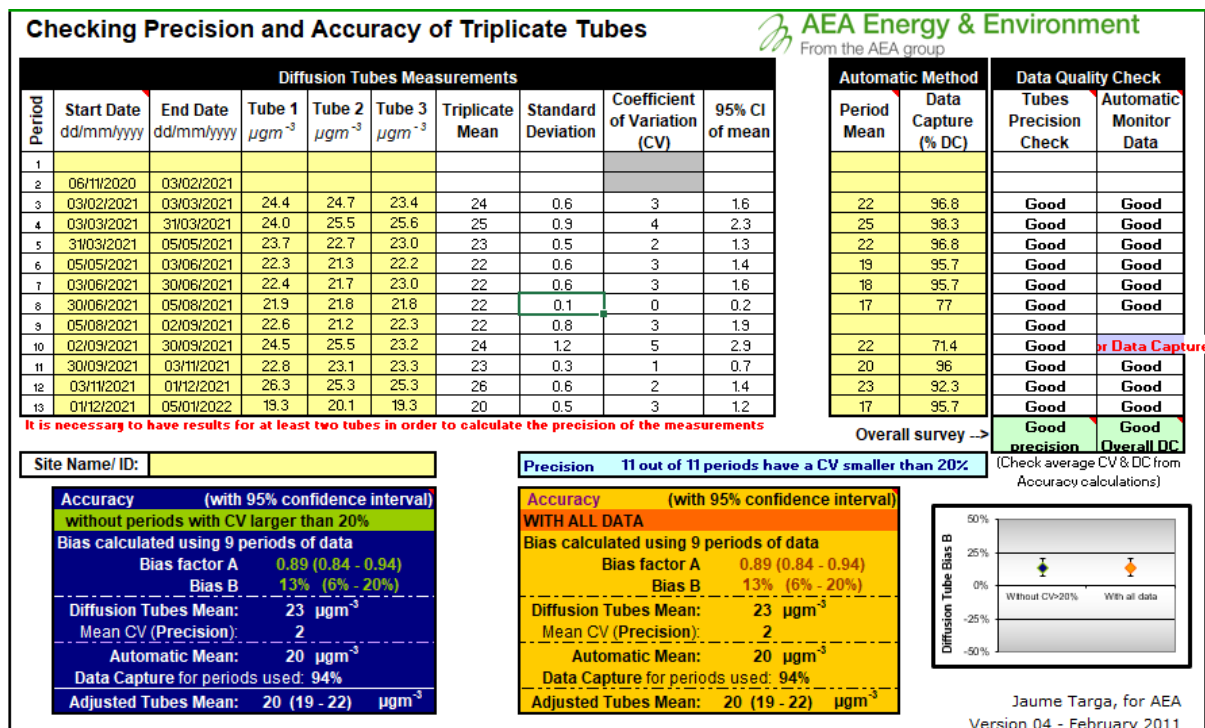 Checking Precision and Accuracy of Triplicate Tubes
AEA Energy & Environment
From the AEA group
Diffusion Tubes Measurements
Automatic Method
Data Quality Check
Period Start Date dd/mm/yyyy End Date dd/mm/yyyy Tube 1 µgm-3 Tube 2 µgm-3 Tube 3 µgm-3 Triplicate Mean Standard Deviation Coefficient of Variation (CV) 95% CI of mean Period Mean Data Capture (% DC) Tubes Precision Check Automatic Monitor Data
1
2 06/11/2020 03/02/2021
3 03/02/2021 03/03/2021 24.4 24.7 23.4 24 0.6 3 1.6 22 96.8 Good Good
4 03/03/2021 31/03/2021 24.0 25.5 25.6 25 0.9 4 2.3 25 98.3 Good Good
5 31/03/2021 05/05/2021 23.7 22.7 23.0 23 0.5 2 1.3 22 96.8 Good Good
6 05/05/2021 03/06/2021 22.3 21.3 22.2 22 0.6 3 1.4 19 95.7 Good Good
7 03/06/2021 30/06/2021 22.4 21.7 23.0 22 0.6 3 1.6 18 95.7 Good Good
8 30/06/2021 05/08/2021 21.9 21.8 21.8 22 0.1 0 0.2 17 77 Good Good
9 05/08/2021 02/09/2021 22.6 21.2 22.3 22 0.8 3 1.9 Good
10 02/09/2021 30/09/2021 24.5 25.5 23.2 24 1.2 5 2.9 22 71.4 Good or Data Capture
11 30/09/2021 03/11/2021 22.8 23.1 23.3 23 0.3 1 0.7 20 96 Good Good
12 03/11/2021 01/12/2021 26.3 25.3 25.3 26 0.6 2 1.4 23 92.3 Good Good
13 01/12/2021 05/01/2022 19.3 20.1 19.3 20 0.5 3 1.2 17 95.7 Good Good
It is necessary to have results for at least two tubes in order to calculate the precision of the measurements
Overall survey --> Good precision Good Overall DC
Site Name/ ID:
Precision 11 out of 11 periods have a CV smaller than 20%
(Check average CV & DC from
Accuracy calculations)
Accuracy (with 95% confidence interval)
without periods with CV larger than 20%
Bias calculated using 9 periods of data
Bias factor A 0.89 (0.84 - 0.94)
Bias B 13% (6% - 20%)
Diffusion Tubes Mean: 23 µgm-3
Mean CV (Precision): 2
Automatic Mean: 20 µgm-3
Data Capture for periods used: 94%
Adjusted Tubes Mean: 20 (19 - 22) µgm-3
Accuracy (with 95% confidence interval)
WITH ALL DATA
Bias calculated using 9 periods of data
Bias factor A 0.89 (0.84 - 0.94)
Bias B 13% (6% - 20%)
Diffusion Tubes Mean: 23 µgm-3
Mean CV (Precision): 2
Automatic Mean: 20 µgm-3
Data Capture for periods used: 94%
Adjusted Tubes Mean: 20 (19 - 22) µgm-3
Diffusion Tube Bias B
50%
25%
0%
-25%
-50%
Without CV>20% With all data
Jaume Targa, for AEA
Version 04 - February 2011